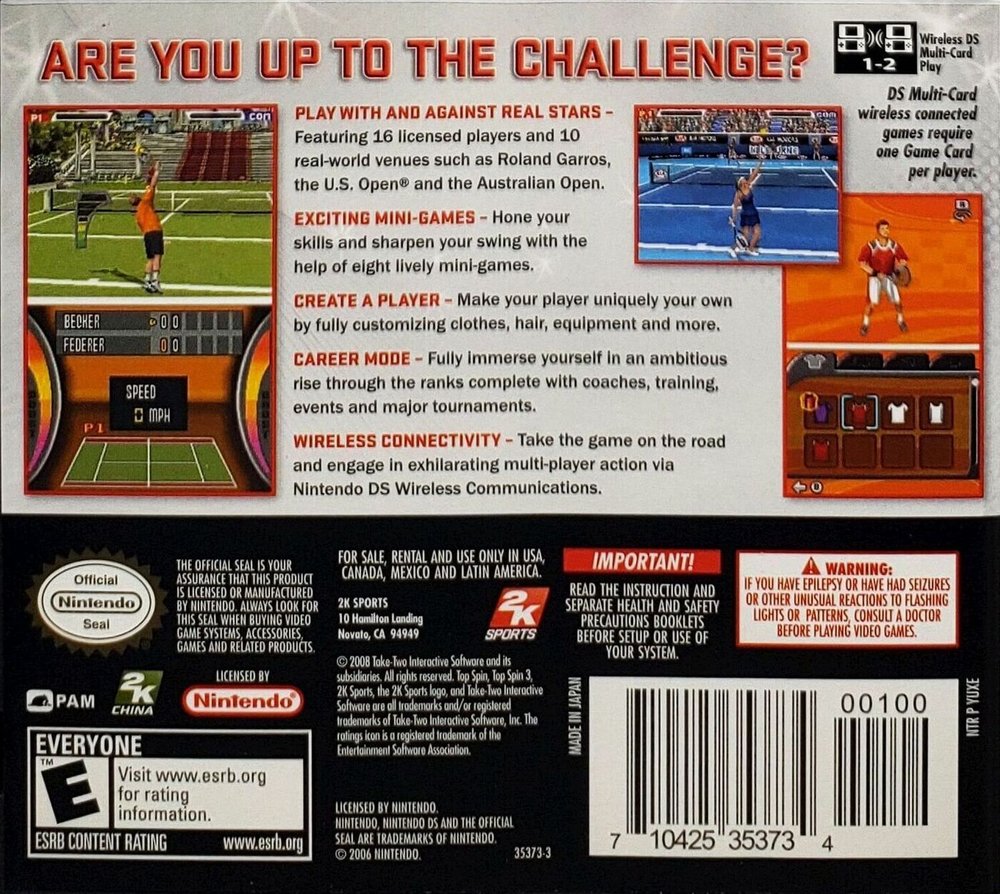 ARE YOU UP TO THE CHALLENGE?
1-2
Wireless DS
Multi-Card
Play
DS Multi-Card
wireless connected
games require
one Game Card
per player.
PLAY WITH AND AGAINST REAL STARS –
Featuring 16 licensed players and 10
real-world venues such as Roland Garros,
the U.S. Open® and the Australian Open.
EXCITING MINI-GAMES – Hone your
skills and sharpen your swing with the
help of eight lively mini-games.
CREATE A PLAYER – Make your player uniquely your own
by fully customizing clothes, hair, equipment and more.
CAREER MODE – Fully immerse yourself in an ambitious
rise through the ranks complete with coaches, training,
events and major tournaments.
WIRELESS CONNECTIVITY – Take the game on the road
and engage in exhilarating multi-player action via
Nintendo DS Wireless Communications.
P1
COM
BECKER 0 0
FEDERER 0 0
SPEED
0 MPH
P1
COM
R
B
Official
Nintendo
Seal
THE OFFICIAL SEAL IS YOUR
ASSURANCE THAT THIS PRODUCT
IS LICENSED OR MANUFACTURED
BY NINTENDO. ALWAYS LOOK FOR
THIS SEAL WHEN BUYING VIDEO
GAME SYSTEMS, ACCESSORIES,
GAMES AND RELATED PRODUCTS.
PAM
2K
CHINA
LICENSED BY
Nintendo®
EVERYONE
TM
E
Visit www.esrb.org
for rating
information.
ESRB CONTENT RATING www.esrb.org
FOR SALE, RENTAL AND USE ONLY IN USA,
CANADA, MEXICO AND LATIN AMERICA.
2K SPORTS
10 Hamilton Landing
Novato, CA 94949
2K
SPORTS
© 2008 Take-Two Interactive Software and its
subsidiaries. All rights reserved. Top Spin, Top Spin 3,
2K Sports, the 2K Sports logo, and Take-Two Interactive
Software are all trademarks and/or registered
trademarks of Take-Two Interactive Software, Inc. The
ratings icon is a registered trademark of the
Entertainment Software Association.
LICENSED BY NINTENDO.
NINTENDO, NINTENDO DS AND THE OFFICIAL
SEAL ARE TRADEMARKS OF NINTENDO.
© 2006 NINTENDO.
35373-3
IMPORTANT!
READ THE INSTRUCTION AND
SEPARATE HEALTH AND SAFETY
PRECAUTIONS BOOKLETS
BEFORE SETUP OR USE OF
YOUR SYSTEM.
WARNING:
IF YOU HAVE EPILEPSY OR HAVE HAD SEIZURES
OR OTHER UNUSUAL REACTIONS TO FLASHING
LIGHTS OR PATTERNS, CONSULT A DOCTOR
BEFORE PLAYING VIDEO GAMES.
MADE IN JAPAN
00100
7 10425 35373 4
NTR P YUXE